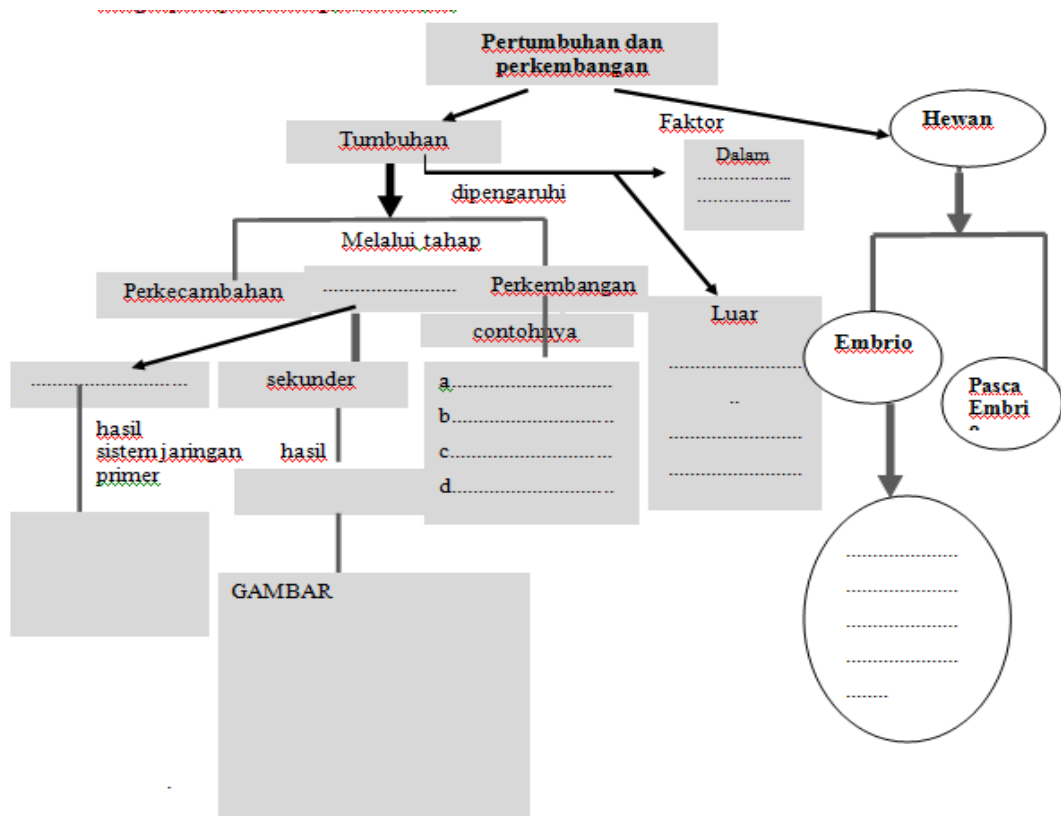 Pertumbuhan dan
perkembangan
Hewan
Faktor
Tumbuhan
Dalam
....................
....................
dipengaruhi
Melalui tahap
Perkecambahan
............................
Perkembangan
Luar
contohnya
Embrio
................................
sekunder
a.................................
b.................................
c.................................
d.................................
............................
..
............................
............................
Pasca
Embri
hasil
sistem jaringan
primer
hasil
GAMBAR
........................
........................
........................
........................
.........